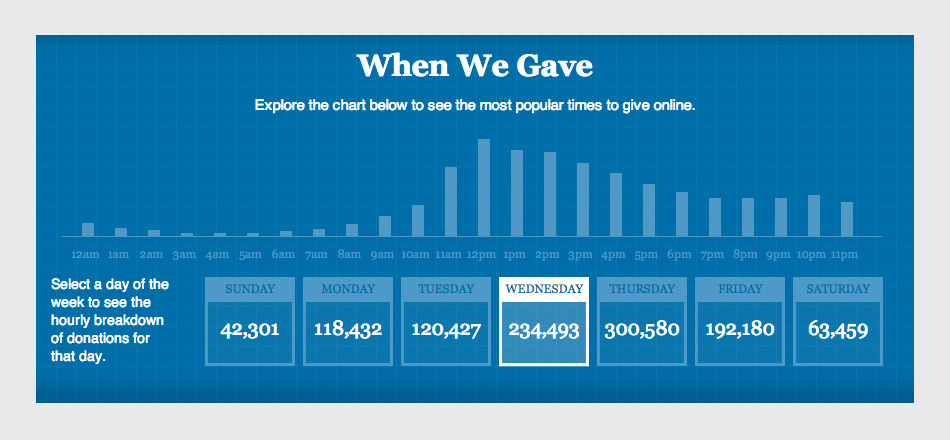 When We Gave
Explore the chart below to see the most popular times to give online.
12am 1am 2am 3am 4am 5am 6am 7am 8am 9am 10am 11am 12pm 1pm 2pm 3pm 4pm 5pm 6pm 7pm 8pm 9pm 10pm 11pm
Select a day of the
week to see the
hourly breakdown
of donations for
that day.
SUNDAY MONDAY TUESDAY WEDNESDAY THURSDAY FRIDAY SATURDAY
42,301 118,432 120,427 234,493 300,580 192,180 63,459